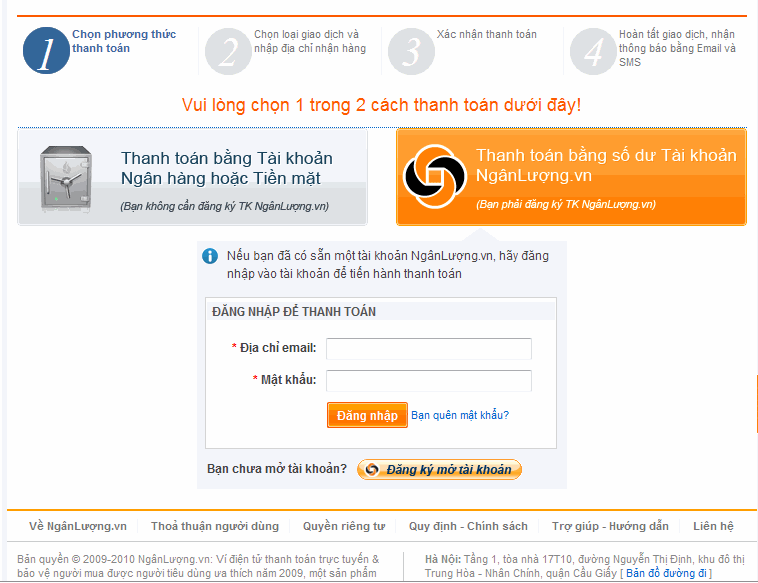 1
Chọn phương thức
thanh toán
2
Chọn loại giao dịch và
nhập địa chỉ nhận hàng
3
Xác nhận thanh toán
4
Hoàn tất giao dịch, nhận
thông báo bằng Email và
SMS
Vui lòng chọn 1 trong 2 cách thanh toán dưới đây!
Thanh toán bằng Tài khoản
Ngân hàng hoặc Tiền mặt
(Bạn không cần đăng ký TK NgânLượng.vn)
Thanh toán bằng số dư Tài khoản
NgânLượng.vn
(Bạn phải đăng ký TK NgânLượng.vn)
Nếu bạn đã có sẵn một tài khoản NgânLượng.vn, hãy đăng
nhập vào tài khoản để tiến hành thanh toán
ĐĂNG NHẬP ĐỂ THANH TOÁN
* Địa chỉ email:
* Mật khẩu:
Đăng nhập Bạn quên mật khẩu?
Bạn chưa mở tài khoản? Đăng ký mở tài khoản
Về NgânLượng.vn Thoả thuận người dùng Quyền riêng tư Quy định - Chính sách Trợ giúp - Hướng dẫn Liên hệ
Bản quyền © 2009-2010 NgânLượng.vn: Ví điện tử thanh toán trực tuyến &
bảo vệ người mua được người tiêu dùng ưa thích năm 2009, một sản phẩm
Hà Nội: Tầng 1, tòa nhà 17T10, đường Nguyễn Thị Định, khu đô thị
Trung Hòa - Nhân Chính, quận Cầu Giấy [ Bản đồ đường đi ]